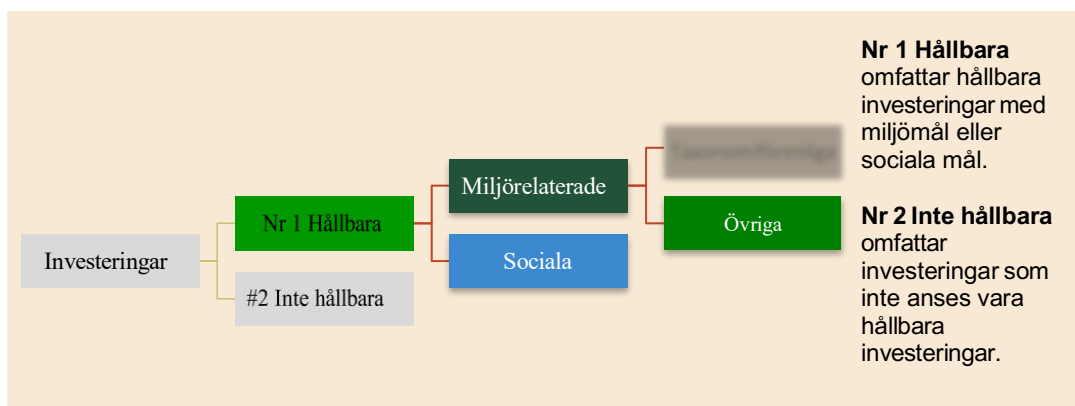 Investeringar
Nr 1 Hållbara
#2 Inte hållbara
Miljörelaterade
Sociala
Övriga
Nr 1 Hållbara
omfattar hållbara
investeringar med
miljömål eller
sociala mål.
Nr 2 Inte hållbara
omfattar
investeringar som
inte anses vara
hållbara
investeringar.